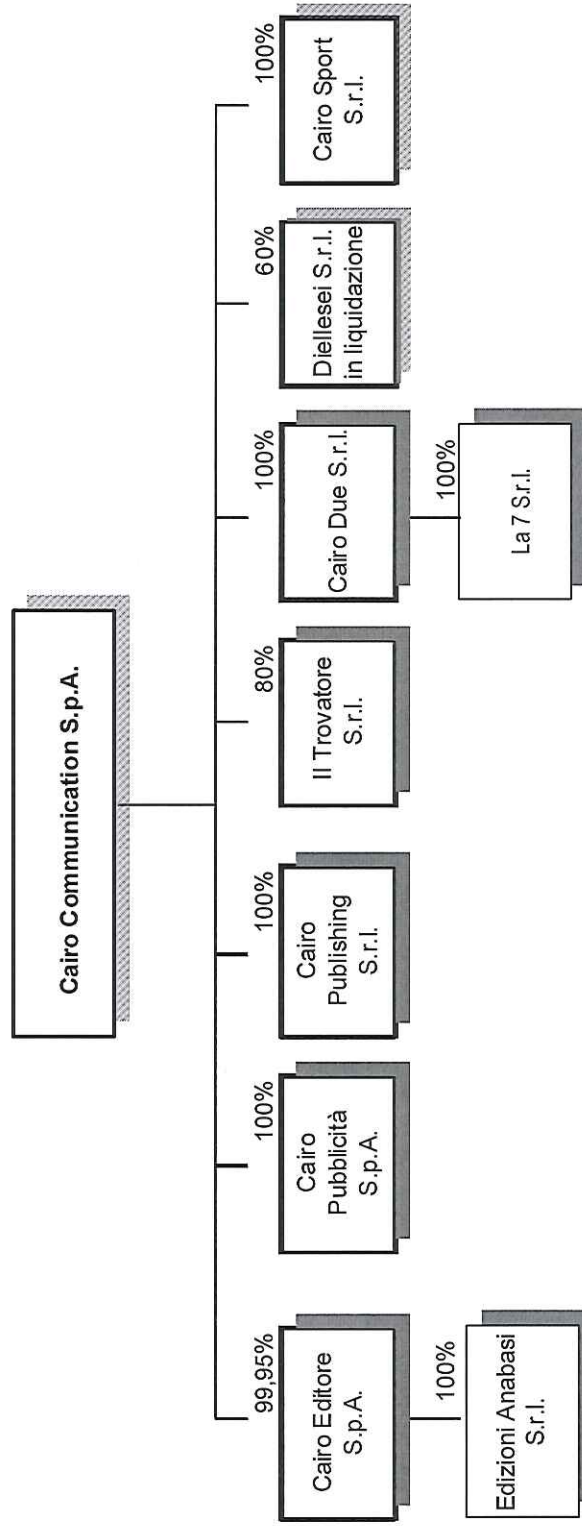 Cairo Communication S.p.A.
99,95%
Cairo Editore
S.p.A.
100%
Cairo
Pubblicità
S.p.A.
100%
Cairo
Publishing
S.r.l.
80%
Il Trovatore
S.r.l.
100%
Cairo Due S.r.l.
60%
Diellesei S.r.l.
in liquidazione
100%
Cairo Sport
S.r.l.
100%
Edizioni Anabasi
S.r.l.
100%
La 7 S.r.l.